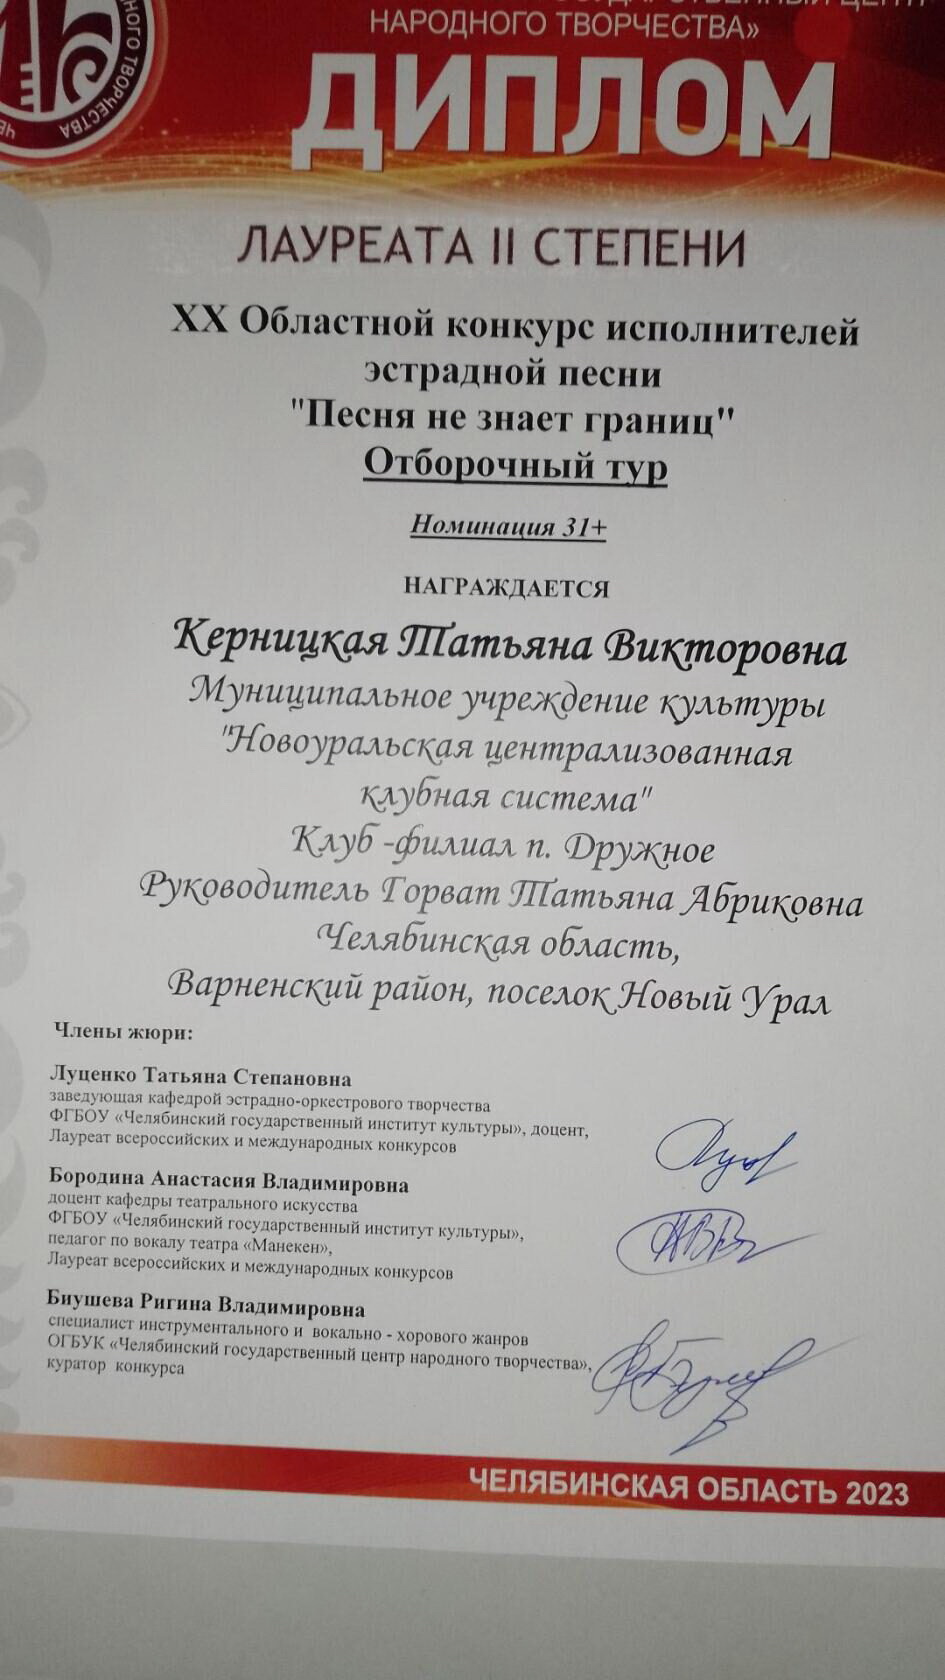 НАРОДНОГО ТВОРЧЕСТВА»
ДИПЛОМ
ЛАУРЕАТА II СТЕПЕНИ
XX Областной конкурс исполнителей
эстрадной песни
"Песня не знает границ"
Отборочный тур
Номинация 31+
НАГРАЖДАЕТСЯ
Керницкая Татьяна Викторовна
Муниципальное учреждение культуры
"Новоуральская централизованная
клубная система"
Клуб -филиал п. Дружное
Руководитель Горват Татьяна Абриковна
Челябинская область,
Варненский район, поселок Новый Урал
Члены жюри:
Луценко Татьяна Степановна
заведующая кафедрой эстрадно-оркестрового творчества
ФГБОУ «Челябинский государственный институт культуры», доцент,
Лауреат всероссийских и международных конкурсов
Бородина Анастасия Владимировна
доцент кафедры театрального искусства
ФГБОУ «Челябинский государственный институт культуры»,
педагог по вокалу театра «Манекен»,
Лауреат всероссийских и международных конкурсов
Биушева Ригина Владимировна
специалист инструментального и вокально - хорового жанров
ОГБУК «Челябинский государственный центр народного творчества»,
куратор конкурса
ЧЕЛЯБИНСКАЯ ОБЛАСТЬ 2023